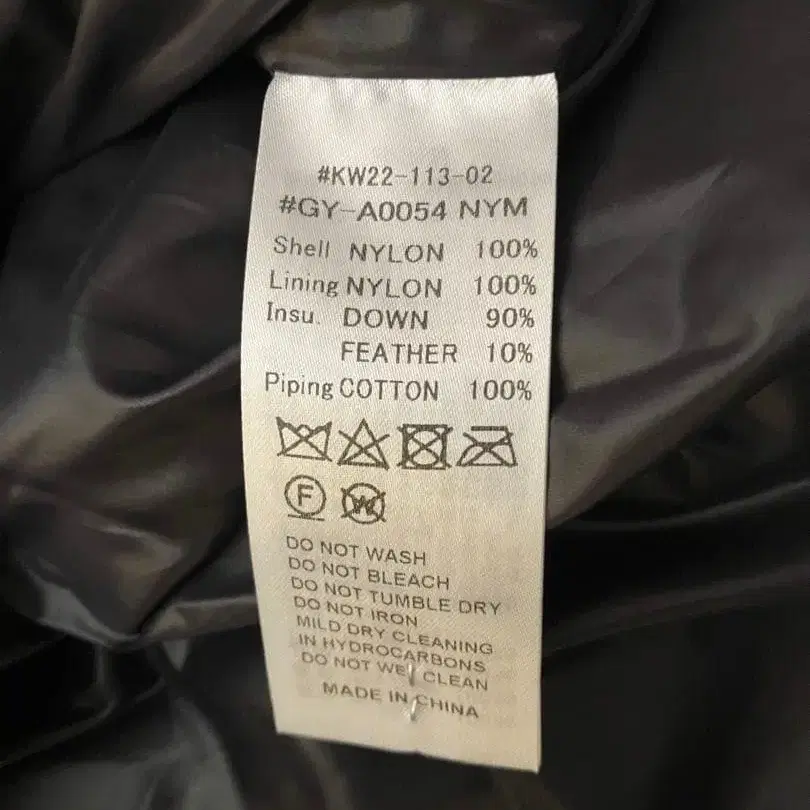 #KW22-113-02
#GY-A0054 NYM
Shell NYLON 100%
Lining NYLON 100%
Insu. DOWN 90%
FEATHER 10%
Piping COTTON 100%
F W
DO NOT WASH
DO NOT BLEACH
DO NOT TUMBLE DRY
DO NOT IRON
MILD DRY CLEANING
IN HYDROCARBONS
DO NOT WET CLEAN
MADE IN CHINA